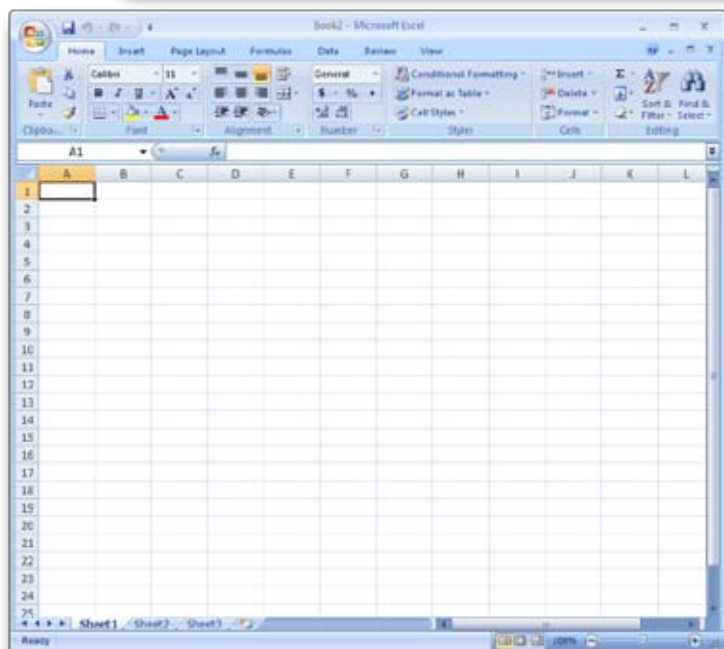 Book2 - Microsoft Excel
Home Insert Page Layout Formulas Data Review View
Calibri 11 General Conditional Formatting Insert Σ
B I U A A $ % , Format as Table Delete
Paste A Cell Styles Format Sort & Filter Find & Select
Clipbo... Font Alignment Number Styles Cells Editing
A1 fx
A B C D E F G H I J K L
1
2
3
4
5
6
7
8
9
10
11
12
13
14
15
16
17
18
19
20
21
22
23
24
25
Sheet1 Sheet2 Sheet3
Ready 100%